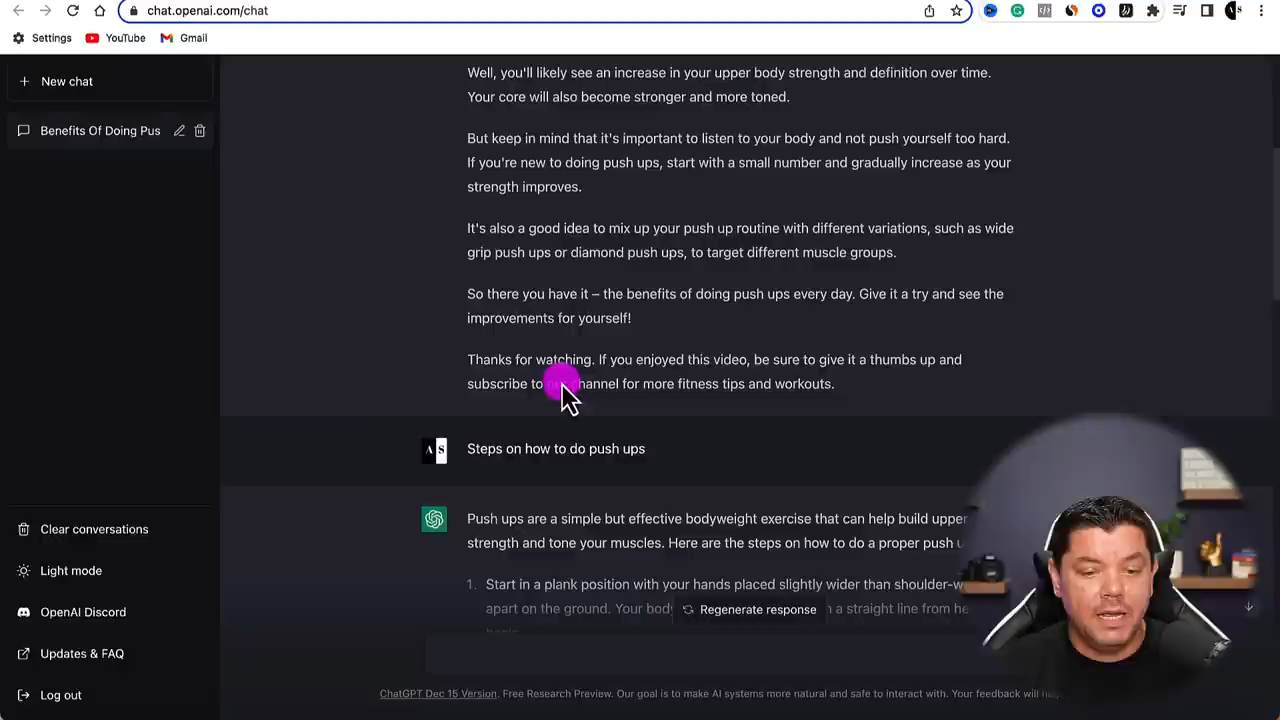 chat.openai.com/chat
Settings
YouTube
Gmail
New chat
Benefits Of Doing Pus
Clear conversations
Light mode
OpenAI Discord
Updates & FAQ
Log out
Well, you'll likely see an increase in your upper body strength and definition over time.
Your core will also become stronger and more toned.
But keep in mind that it's important to listen to your body and not push yourself too hard.
If you're new to doing push ups, start with a small number and gradually increase as your
strength improves.
It's also a good idea to mix up your push up routine with different variations, such as wide
grip push ups or diamond push ups, to target different muscle groups.
So there you have it – the benefits of doing push ups every day. Give it a try and see the
improvements for yourself!
Thanks for watching. If you enjoyed this video, be sure to give it a thumbs up and
subscribe to channel for more fitness tips and workouts.
A S
Steps on how to do push ups
Push ups are a simple but effective bodyweight exercise that can help build upper
strength and tone your muscles. Here are the steps on how to do a proper push
1. Start in a plank position with your hands placed slightly wider than
apart on the ground. Your body n a straight line from
Regenerate response
ChatGPT Dec 15 Version. Free Research Preview. Our goal is to make AI systems more natural and safe to interact with. Your feedback will